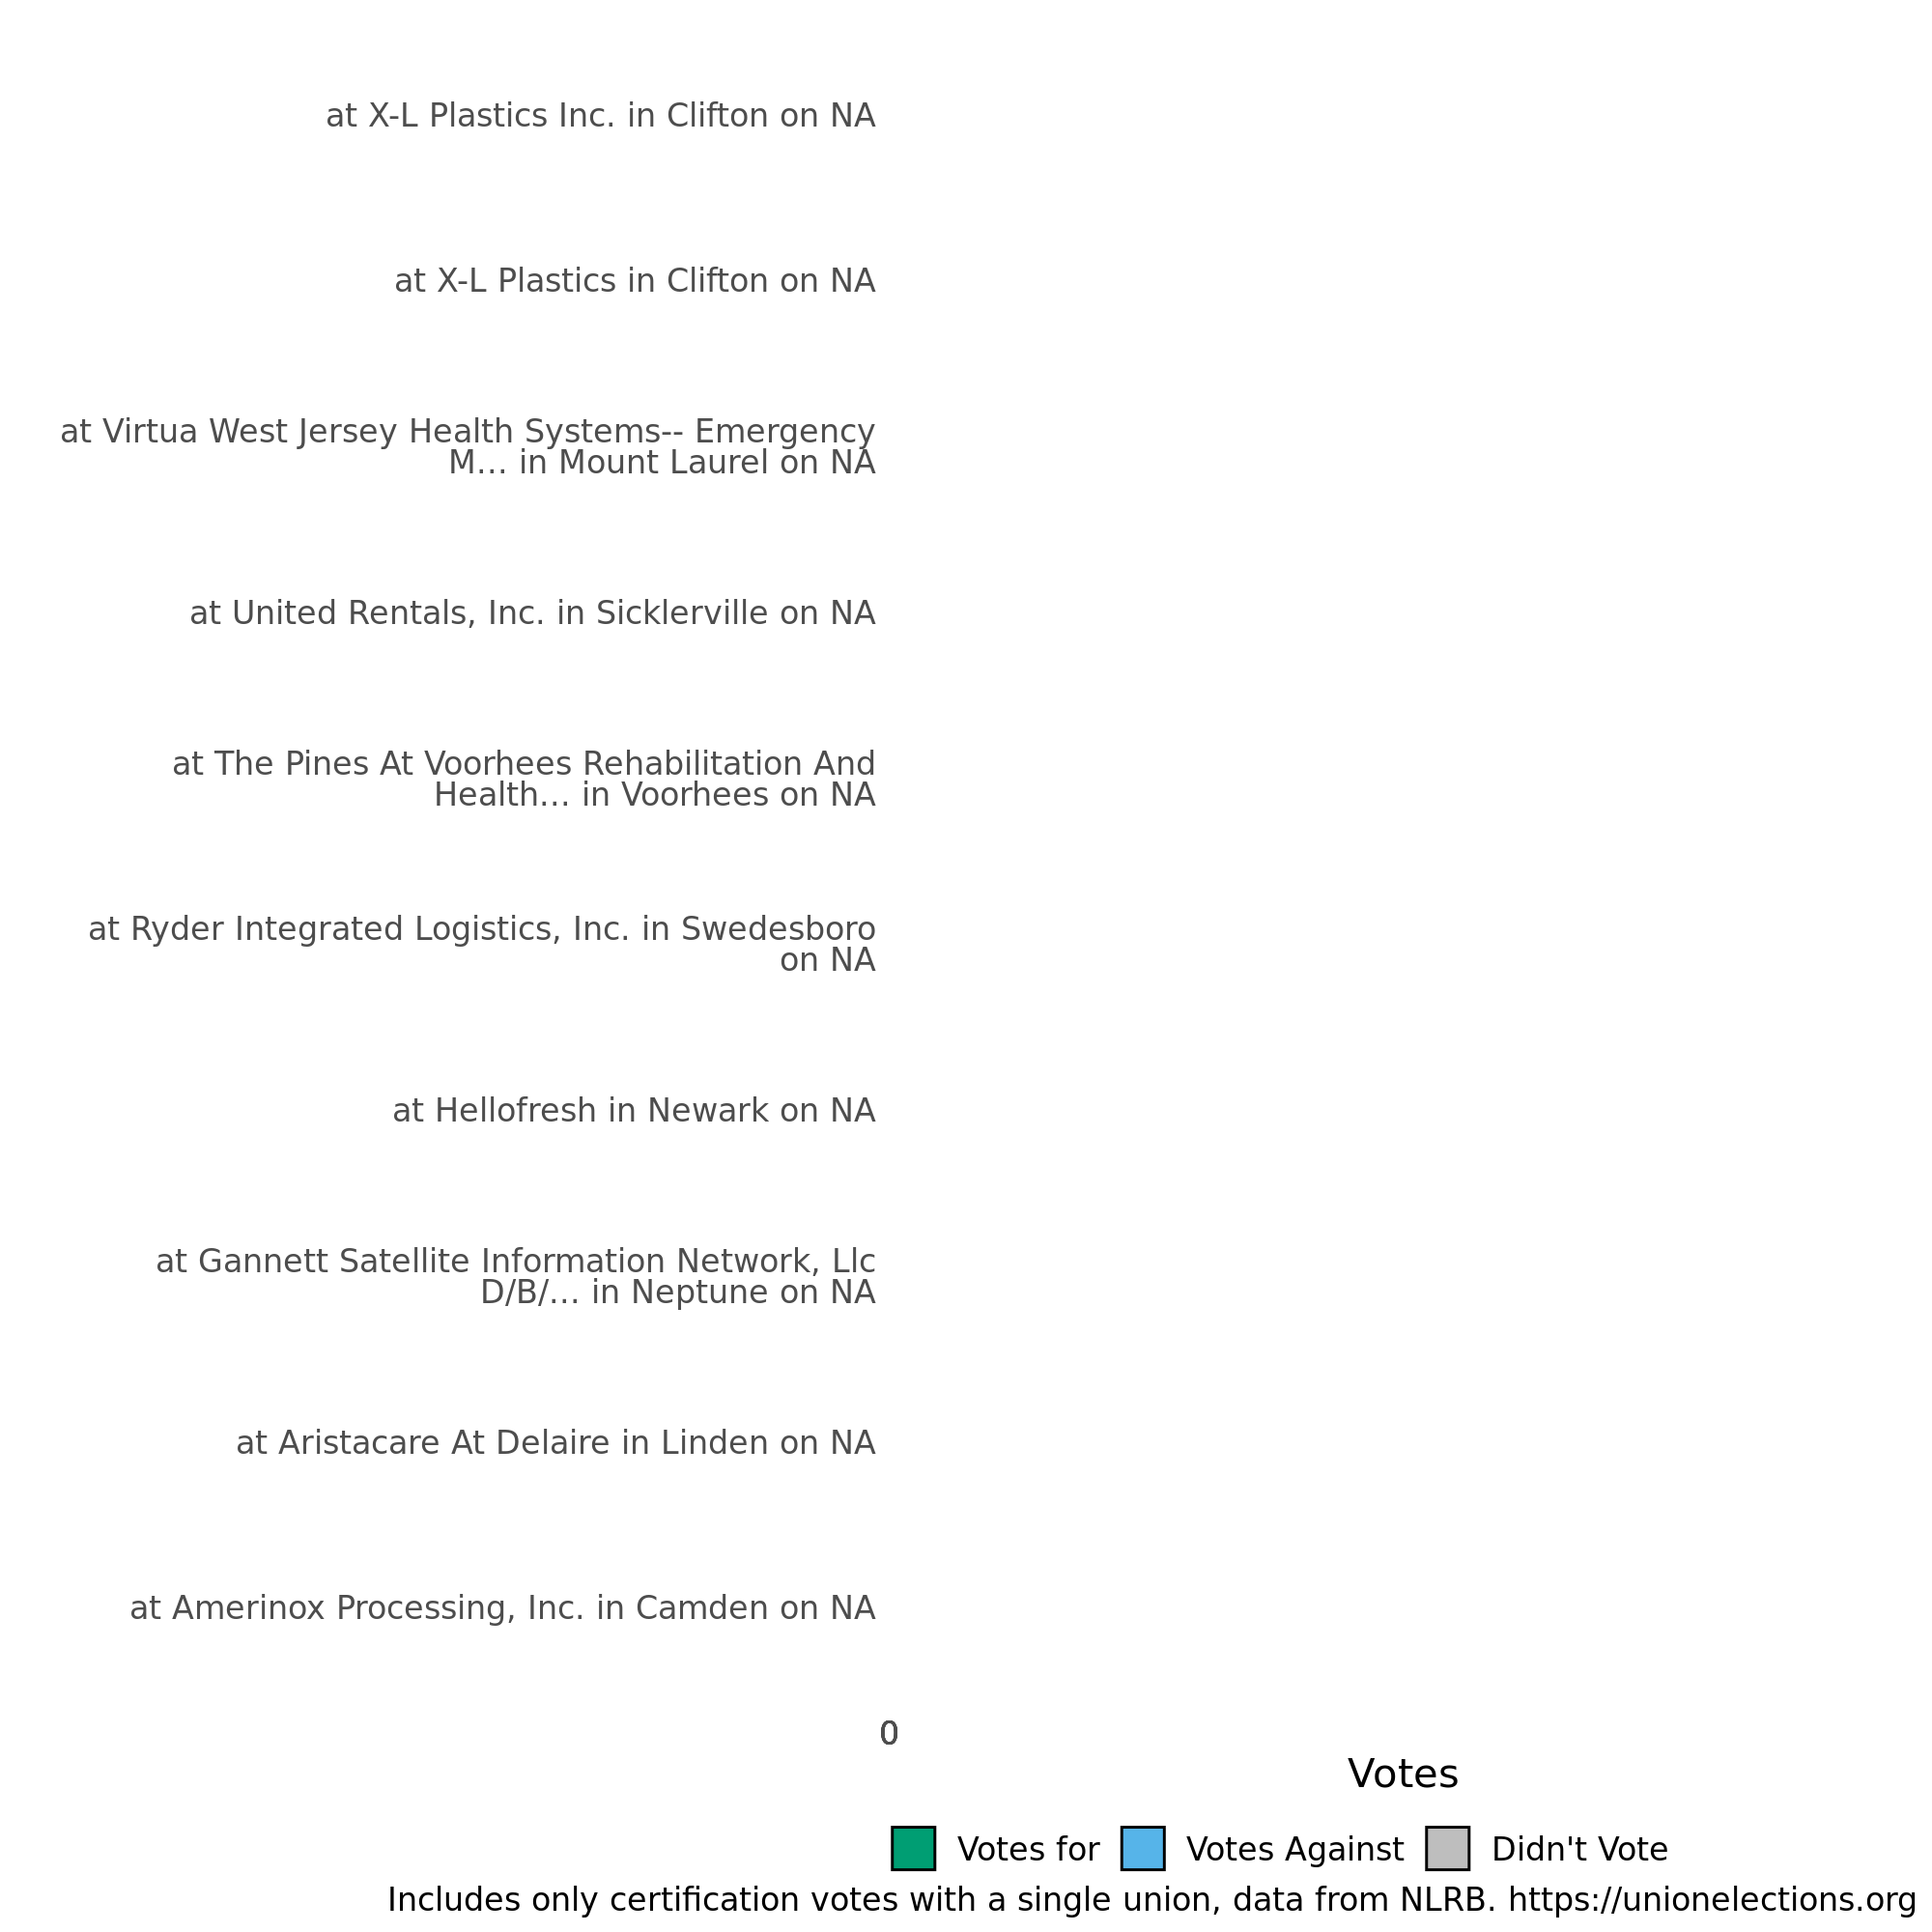 at X-L Plastics Inc. in Clifton on NA
at X-L Plastics in Clifton on NA
at Virtua West Jersey Health Systems-- Emergency
M... in Mount Laurel on NA
at United Rentals, Inc. in Sicklerville on NA
at The Pines At Voorhees Rehabilitation And
Health... in Voorhees on NA
at Ryder Integrated Logistics, Inc. in Swedesboro
on NA
at Hellofresh in Newark on NA
at Gannett Satellite Information Network, Llc
D/B/... in Neptune on NA
at Aristacare At Delaire in Linden on NA
at Amerinox Processing, Inc. in Camden on NA
0
Votes
Votes for Votes Against Didn't Vote
Includes only certification votes with a single union, data from NLRB. https://unionelections.org